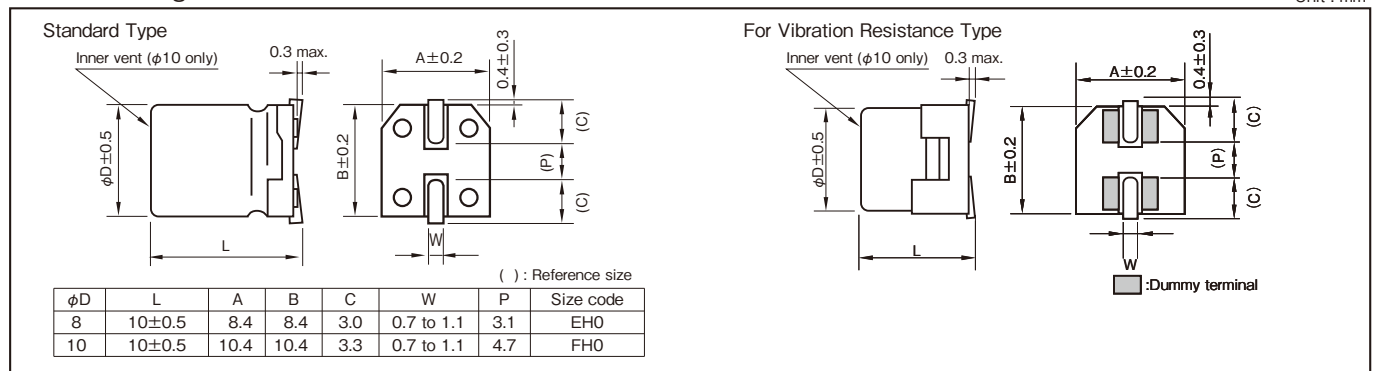 Unit : mm
Standard Type
Inner vent (φ10 only)
0.3 max.
A±0.2
0.4±0.3
φD±0.5
B±0.2
(C)
(P)
(C)
L
W
( ) : Reference size
φD L A B C W P Size code
8 10±0.5 8.4 8.4 3.0 0.7 to 1.1 3.1 EH0
10 10±0.5 10.4 10.4 3.3 0.7 to 1.1 4.7 FH0
For Vibration Resistance Type
Inner vent (φ10 only)
0.3 max.
A±0.2
0.4±0.3
φD±0.5
B±0.2
(C)
(P)
(C)
L
W
:Dummy terminal